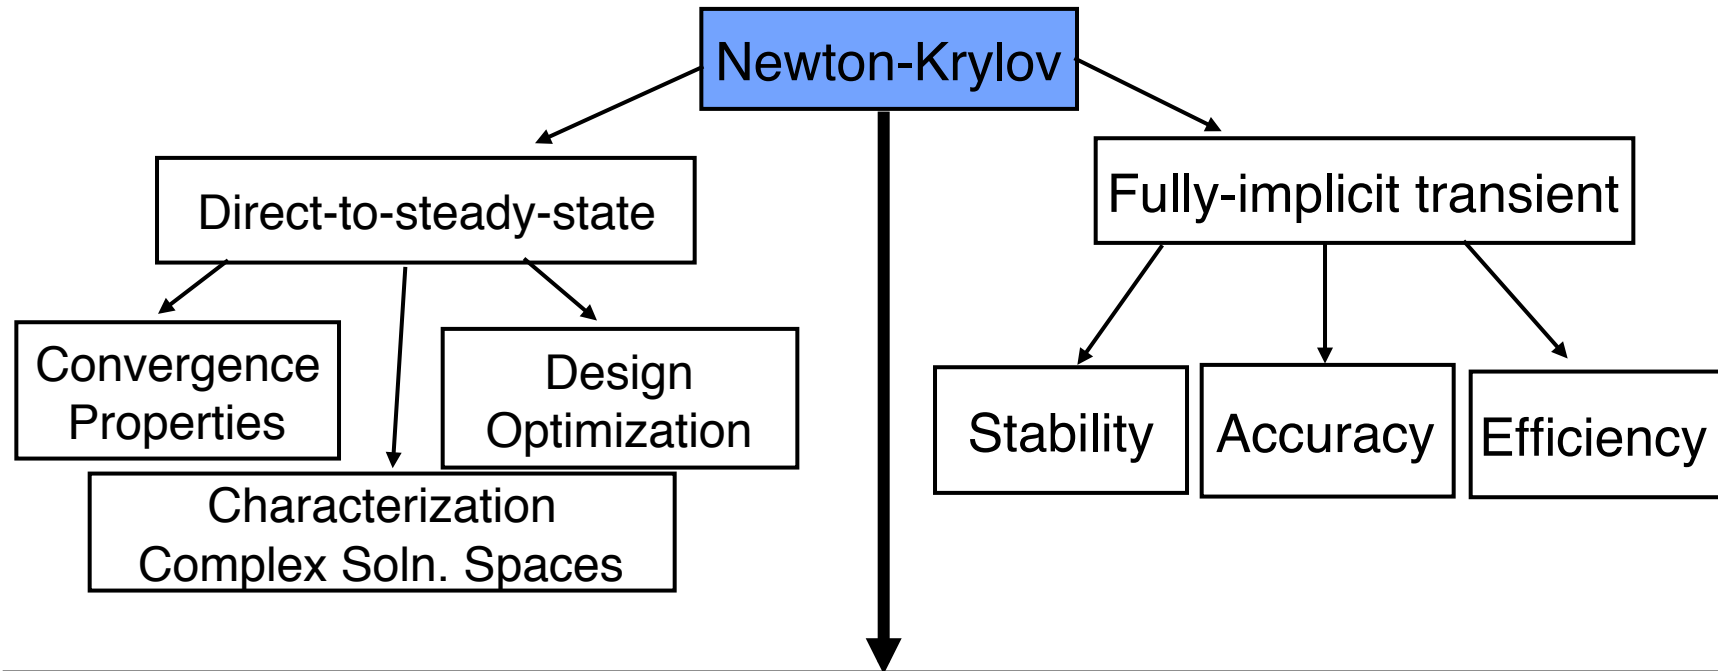 Newton-Krylov
Direct-to-steady-state
Fully-implicit transient
Convergence
Properties
Design
Optimization
Characterization
Complex Soln. Spaces
Stability
Accuracy
Efficiency